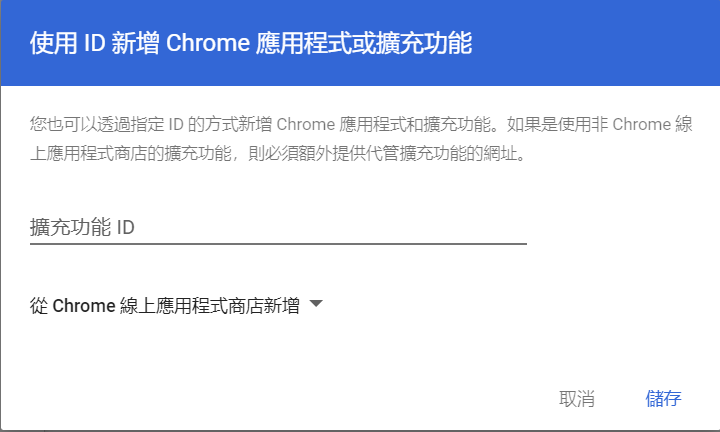 使用 ID 新增 Chrome 應用程式或擴充功能
您也可以透過指定 ID 的方式新增 Chrome 應用程式和擴充功能。如果是使用非 Chrome 線
上應用程式商店的擴充功能，則必須額外提供代管擴充功能的網址。
擴充功能 ID
從 Chrome 線上應用程式商店新增
取消 儲存